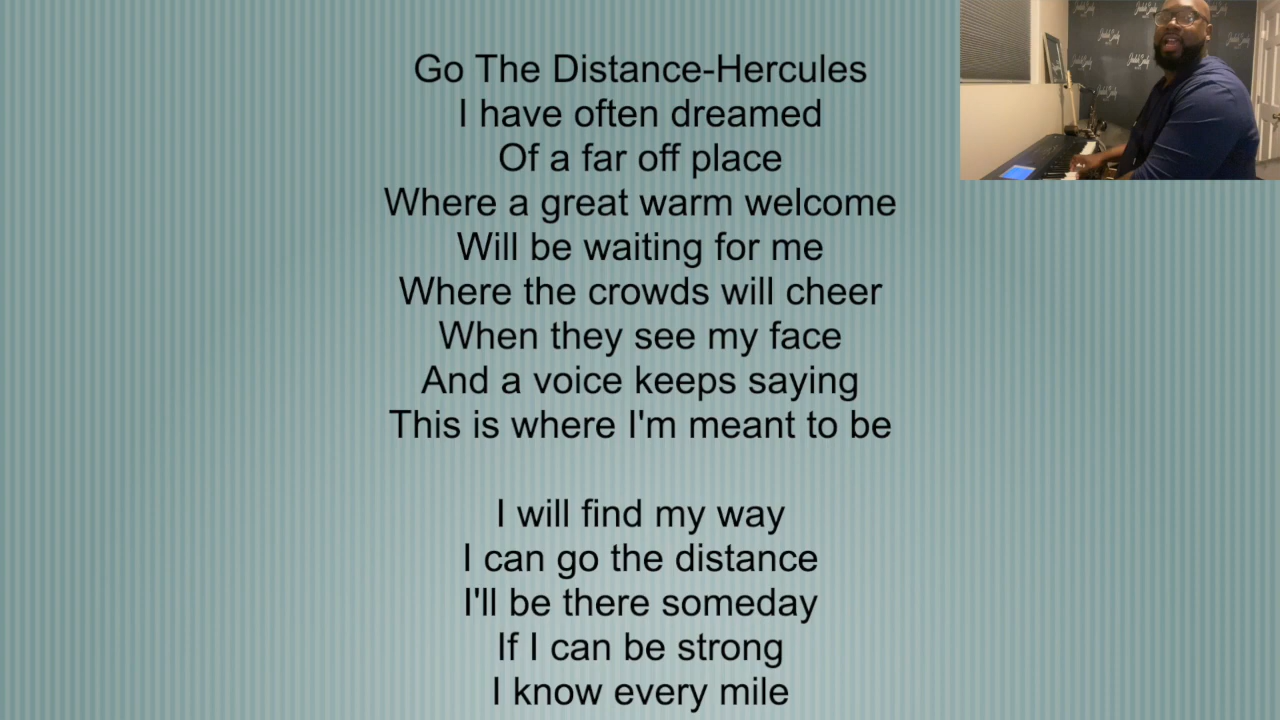 Go The Distance-Hercules
I have often dreamed
Of a far off place
Where a great warm welcome
Will be waiting for me
Where the crowds will cheer
When they see my face
And a voice keeps saying
This is where I'm meant to be
I will find my way
I can go the distance
I'll be there someday
If I can be strong
I know every mile